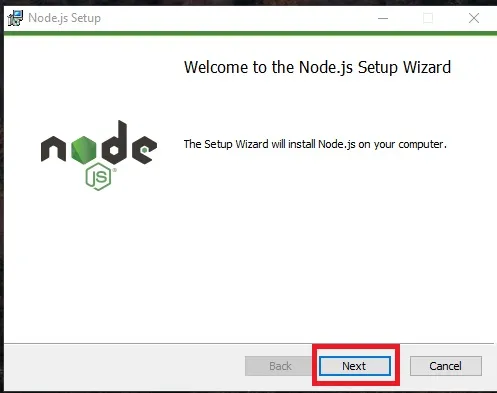 Node.js Setup
Welcome to the Node.js Setup Wizard
node
JS®
The Setup Wizard will install Node.js on your computer.
Back
Next
Cancel